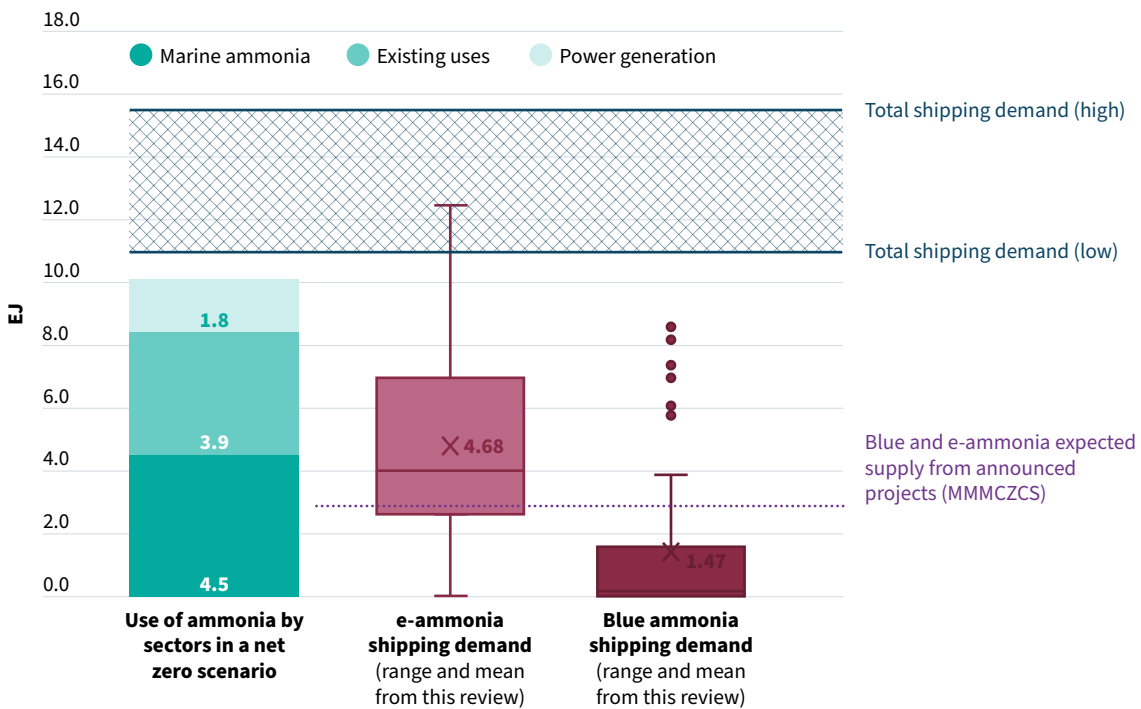 18.0
Marine ammonia
Existing uses
Power generation
16.0
Total shipping demand (high)
14.0
12.0
Total shipping demand (low)
10.0
EJ
1.8
8.0
6.0
Blue and e-ammonia expected
supply from announced
projects (MMMCZCS)
3.9
4.68
4.0
2.0
1.47
4.5
0.0
Use of ammonia by
sectors in a net
zero scenario
e-ammonia
shipping demand
(range and mean
from this review)
Blue ammonia
shipping demand
(range and mean
from this review)